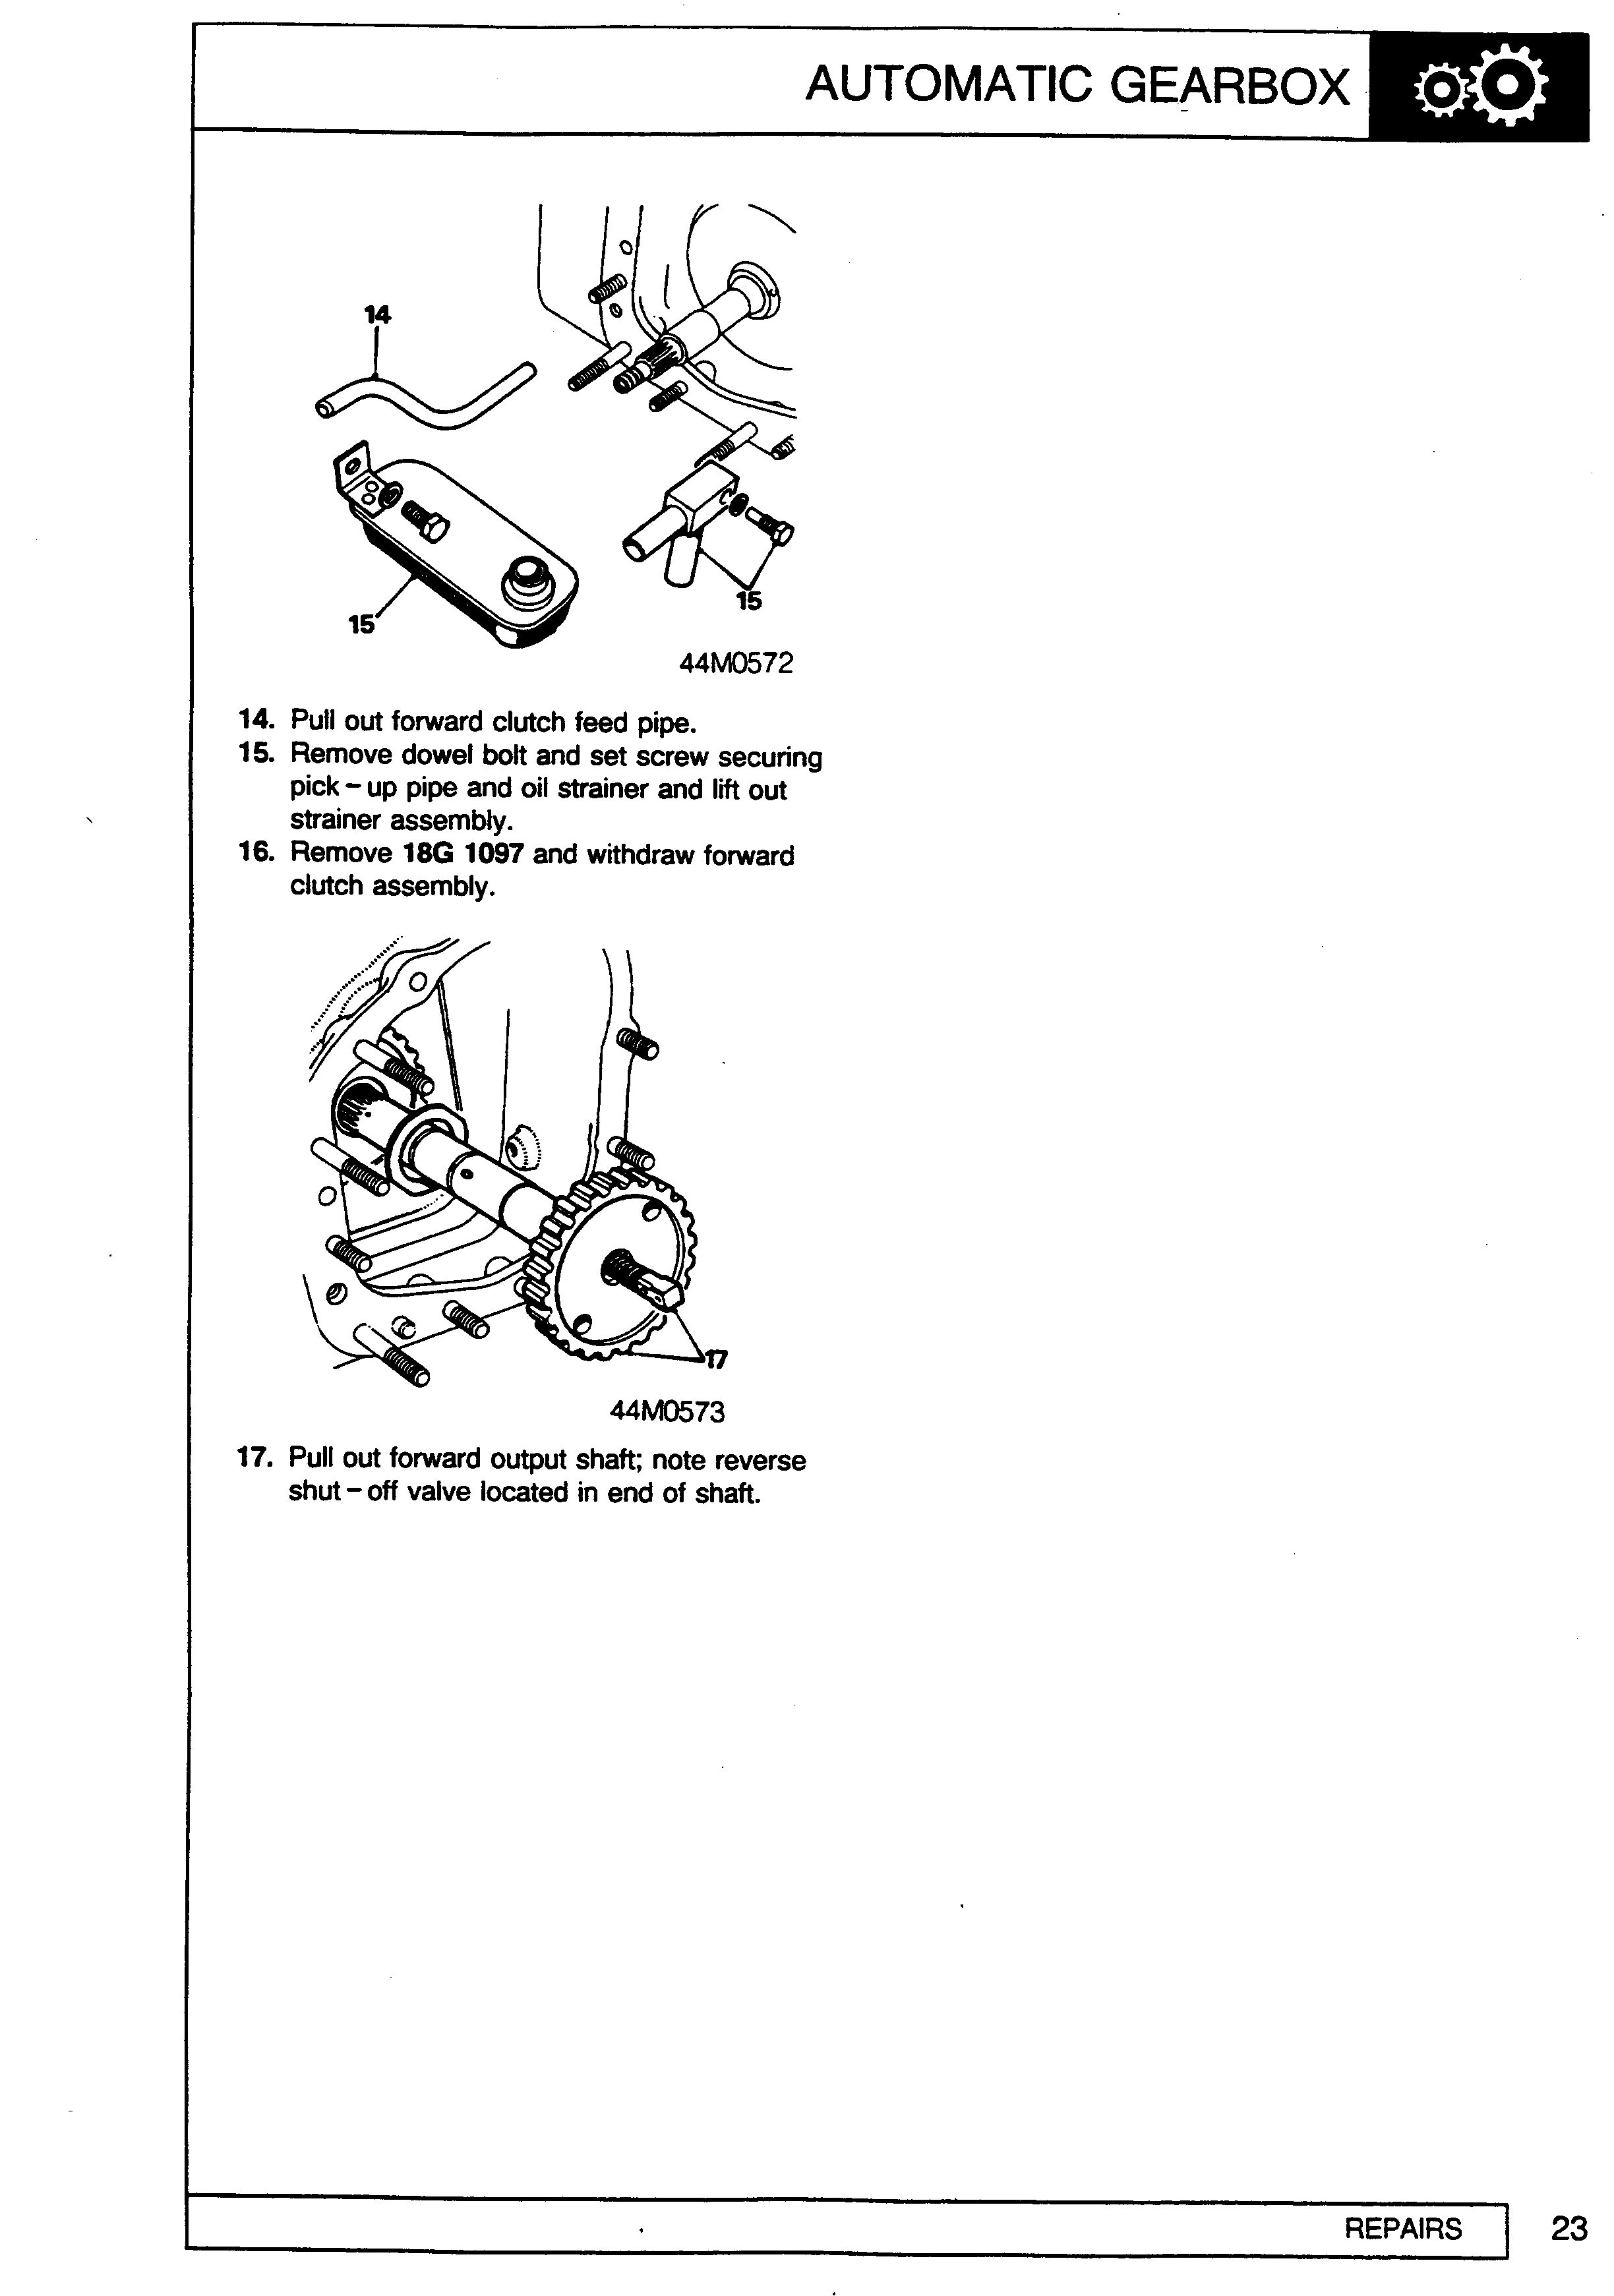 AUTOMATIC GEARBOX
14
15
15
44M0572
14. Pull out forward clutch feed pipe.
15. Remove dowel bolt and set screw securing
pick – up pipe and oil strainer and lift out
strainer assembly.
16. Remove 18G 1097 and withdraw forward
clutch assembly.
17
44M0573
17. Pull out forward output shaft; note reverse
shut – off valve located in end of shaft.
REPAIRS
23